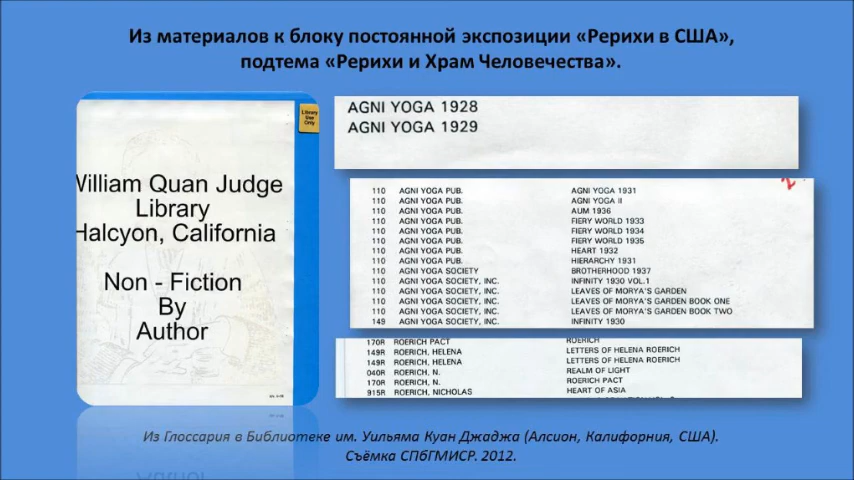 Из материалов к блоку постоянной экспозиции «Рерихи в США»,
подтема «Рерихи и Храм Человечества».
Library
Use
Only
William Quan Judge
Library
Halcyon, California
Non - Fiction
By
Author
AGNI YOGA 1928
AGNI YOGA 1929
110 AGNI YOGA PUB. AGNI YOGA 1931
110 AGNI YOGA PUB. AGNI YOGA II
110 AGNI YOGA PUB. AUM 1936
110 AGNI YOGA PUB. FIERY WORLD 1933
110 AGNI YOGA PUB. FIERY WORLD 1934
110 AGNI YOGA PUB. FIERY WORLD 1935
110 AGNI YOGA PUB. HEART 1932
110 AGNI YOGA PUB. HIERARCHY 1931
110 AGNI YOGA SOCIETY BROTHERHOOD 1937
110 AGNI YOGA SOCIETY, INC. INFINITY 1930 VOL.1
110 AGNI YOGA SOCIETY, INC. LEAVES OF MORYA'S GARDEN
110 AGNI YOGA SOCIETY, INC. LEAVES OF MORYA'S GARDEN BOOK ONE
110 AGNI YOGA SOCIETY, INC. LEAVES OF MORYA'S GARDEN BOOK TWO
149 AGNI YOGA SOCIETY, INC. INFINITY 1930
170R ROERICH PACT ROERICH
149R ROERICH, HELENA LETTERS OF HELENA ROERICH
149R ROERICH, HELENA LETTERS OF HELENA ROERICH
040R ROERICH, N. REALM OF LIGHT
170R ROERICH, N. ROERICH PACT
915R ROERICH, NICHOLAS HEART OF ASIA
Из Глоссария в Библиотеке им. Уильяма Куан Джаджа (Алсион, Калифорния, США).
Съёмка СПбГМИСР. 2012.